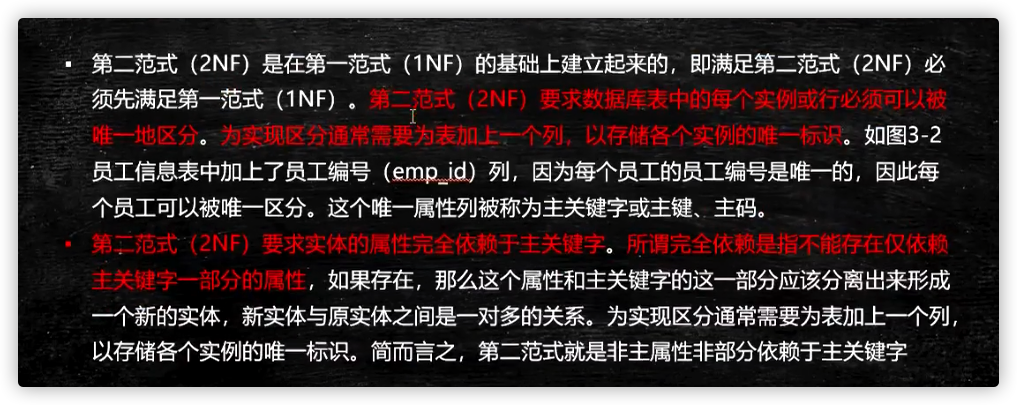 ▪ 第二范式（2NF）是在第一范式（1NF）的基础上建立起来的，即满足第二范式（2NF）必
须先满足第一范式（1NF）。第二范式（2NF）要求数据库表中的每个实例或行必须可以被
唯一地区分。为实现区分通常需要为表加上一个列，以存储各个实例的唯一标识。如图3-2
员工信息表中加上了员工编号（emp_id）列，因为每个员工的员工编号是唯一的，因此每
个员工可以被唯一区分。这个唯一属性列被称为主关键字或主键、主码。
• 第二范式（2NF）要求实体的属性完全依赖于主关键字。所谓完全依赖是指不能存在仅依赖
主关键字一部分的属性，如果存在，那么这个属性和主关键字的这一部分应该分离出来形成
一个新的实体，新实体与原实体之间是一对多的关系。为实现区分通常需要为表加上一个列，
以存储各个实例的唯一标识。简而言之，第二范式就是非主属性非部分依赖于主关键字